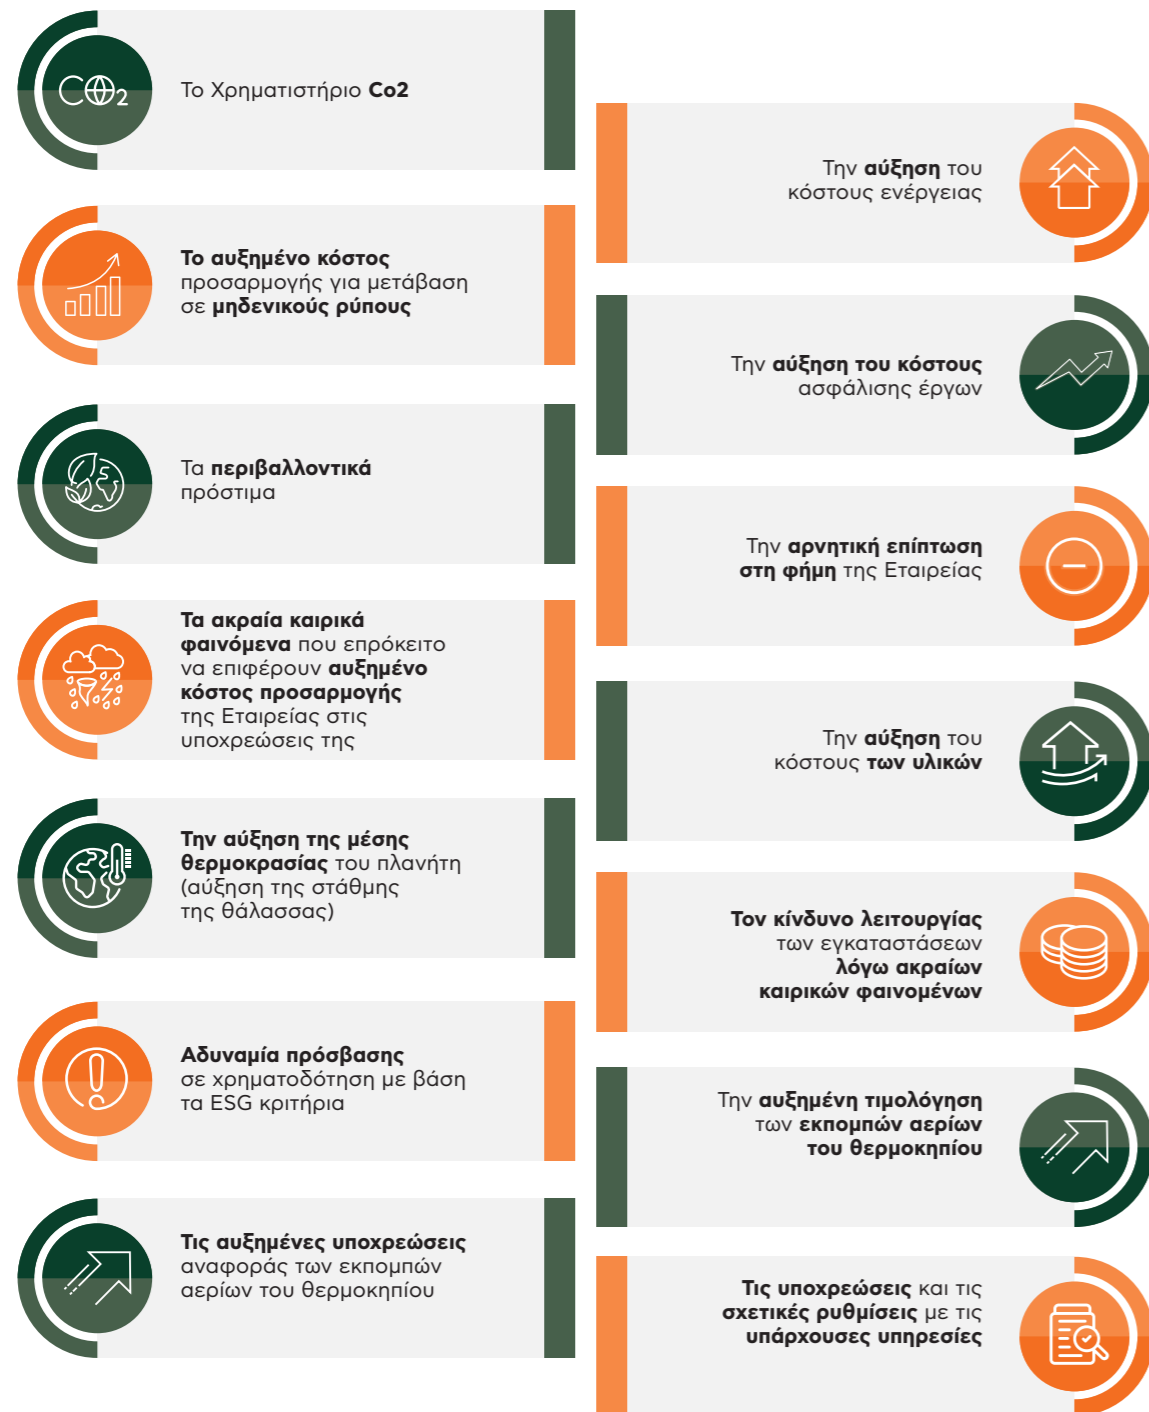 CO2
Το Χρηματιστήριο Co2
Το αυξημένο κόστος
προσαρμογής για μετάβαση
σε μηδενικούς ρύπους
Τα περιβαλλοντικά
πρόστιμα
Τα ακραία καιρικά
φαινόμενα που επρόκειτο
να επιφέρουν αυξημένο
κόστος προσαρμογής
της Εταιρείας στις
υποχρεώσεις της
Την αύξηση της μέσης
θερμοκρασίας του πλανήτη
(αύξηση της στάθμης
της θάλασσας)
Αδυναμία πρόσβασης
σε χρηματοδότηση με βάση
τα ESG κριτήρια
Τις αυξημένες υποχρεώσεις
αναφοράς των εκπομπών
αερίων του θερμοκηπίου
Την αύξηση του
κόστους ενέργειας
Την αύξηση του κόστους
ασφάλισης έργων
Την αρνητική επίπτωση
στη φήμη της Εταιρείας
Την αύξηση του
κόστους των υλικών
Τον κίνδυνο λειτουργίας
των εγκαταστάσεων
λόγω ακραίων
καιρικών φαινομένων
Την αυξημένη τιμολόγηση
των εκπομπών αερίων
του θερμοκηπίου
Τις υποχρεώσεις και τις
σχετικές ρυθμίσεις με τις
υπάρχουσες υπηρεσίες